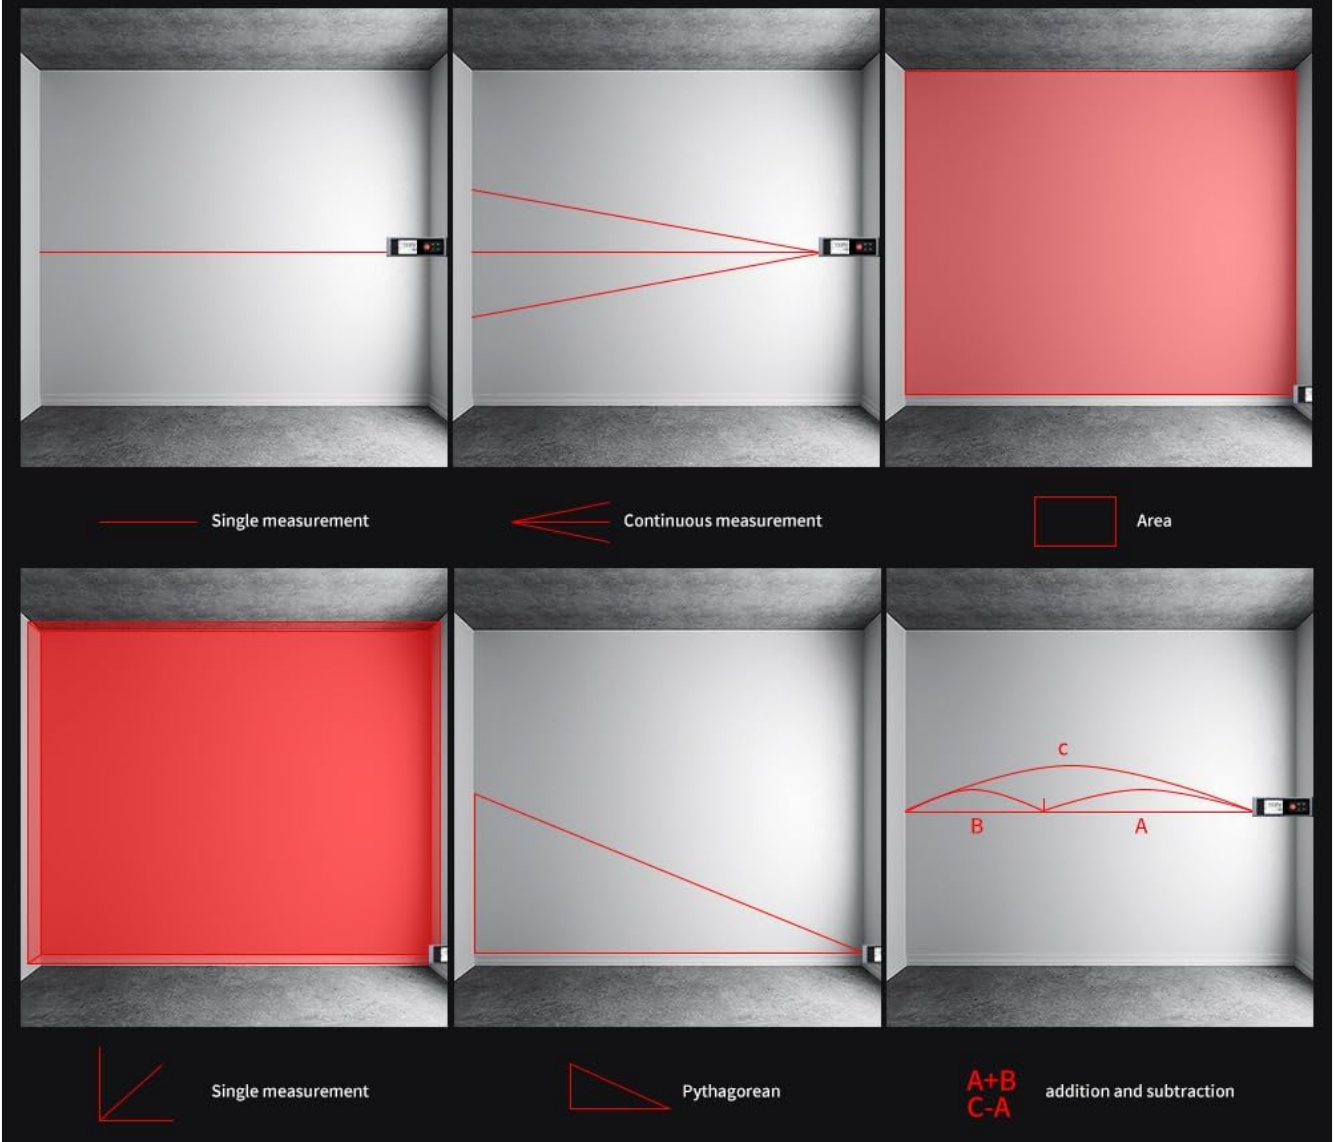 Single measurement
Continuous measurement
Area
C
B
A
Single measurement
Pythagorean
A+B
C-A
addition and subtraction